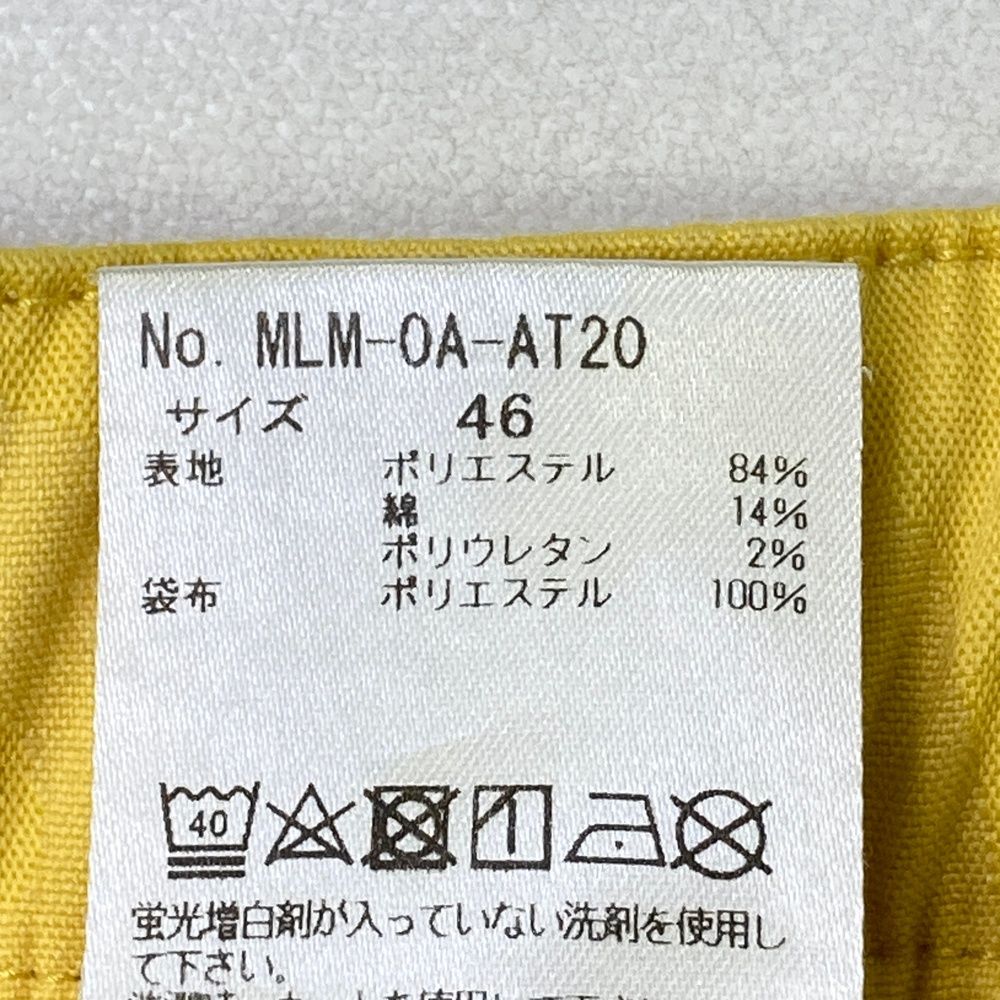 No. MLM-OA-AT20
サイズ 46
表地 ポリエステル 84%
綿 14%
ポリウレタン 2%
袋布 ポリエステル 100%
40
蛍光増白剤が入っていない洗剤を使用し
て下さい。